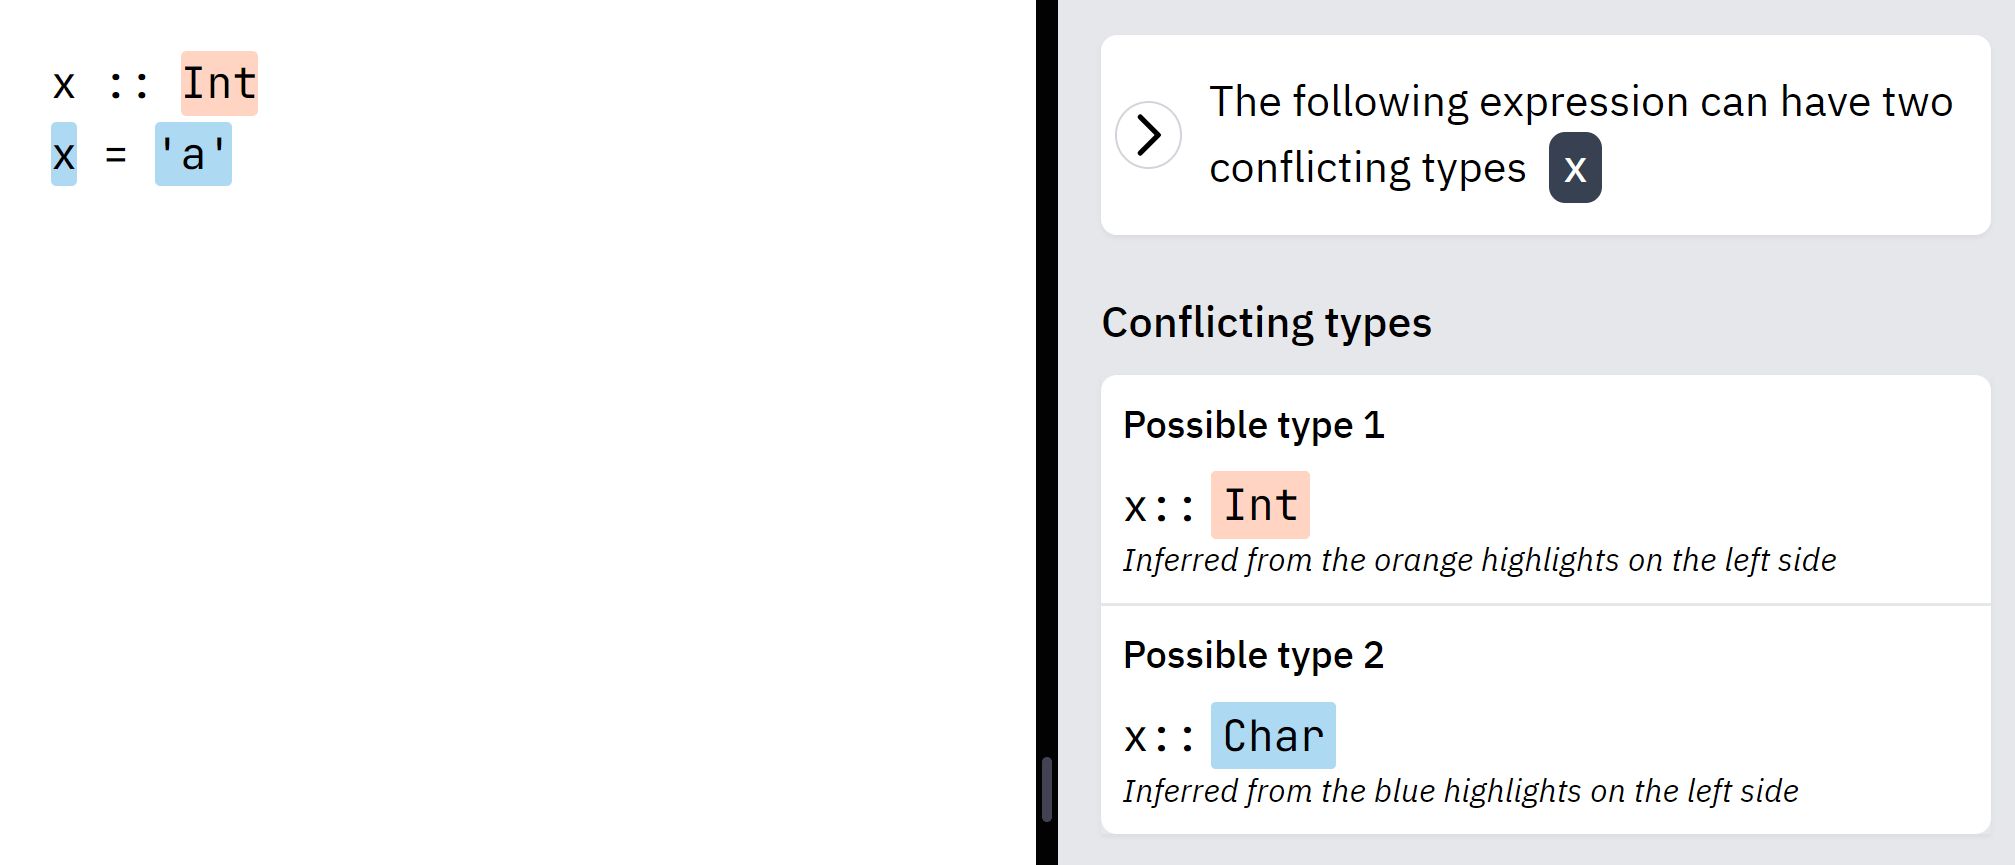 x :: Int
x = 'a'
The following expression can have two
conflicting types x
Conflicting types
Possible type 1
x:: Int
Inferred from the orange highlights on the left side
Possible type 2
x:: Char
Inferred from the blue highlights on the left side